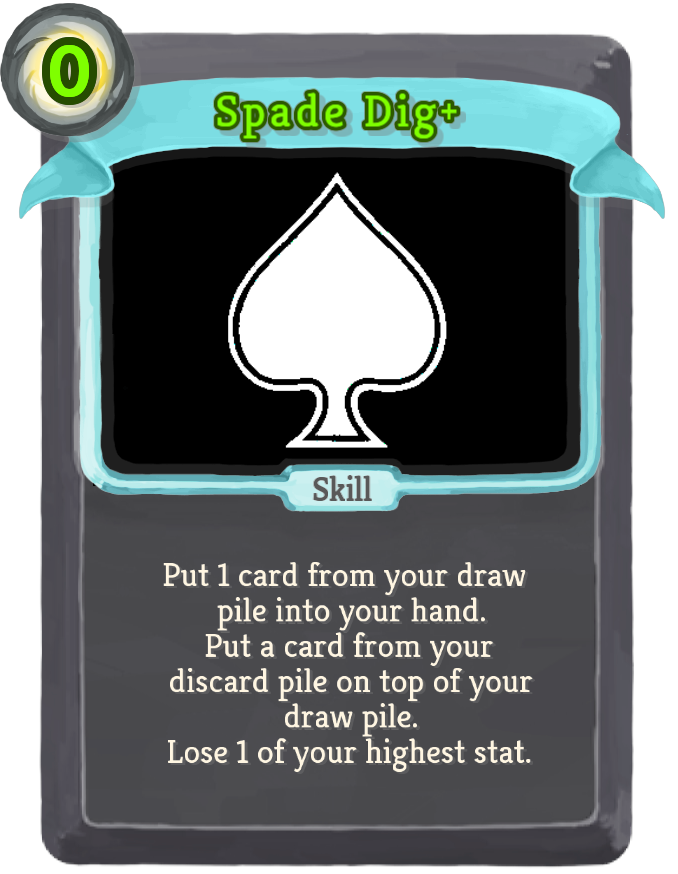 0
Spade Dig+
Skill
Put 1 card from your draw
pile into your hand.
Put a card from your
discard pile on top of your
draw pile.
Lose 1 of your highest stat.